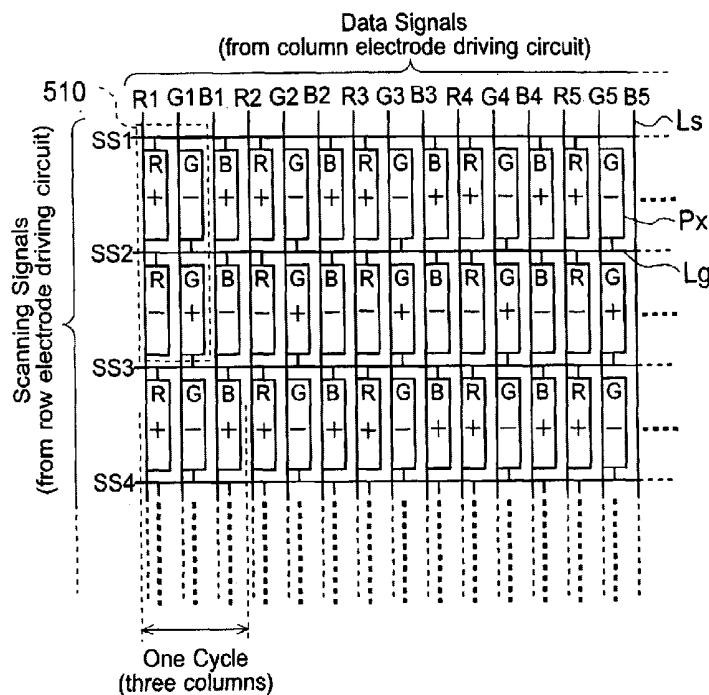 Data Signals
(from column electrode driving circuit)
510
R1 G1 B1 R2 G2 B2 R3 G3 B3 R4 G4 B4 R5 G5 B5
Ls
SS1
R G B R G B R G B R G B R G
+ − + + − + + − + + − + + −
Px
SS2
Lg
R G B R G B R G B R G B R G
− + − − + − − + − − + − − +
SS3
R G B R G B R G B R G B R G
+ − + + − + + − + + − + + −
SS4
Scanning Signals
(from row electrode driving circuit)
One Cycle
(three columns)